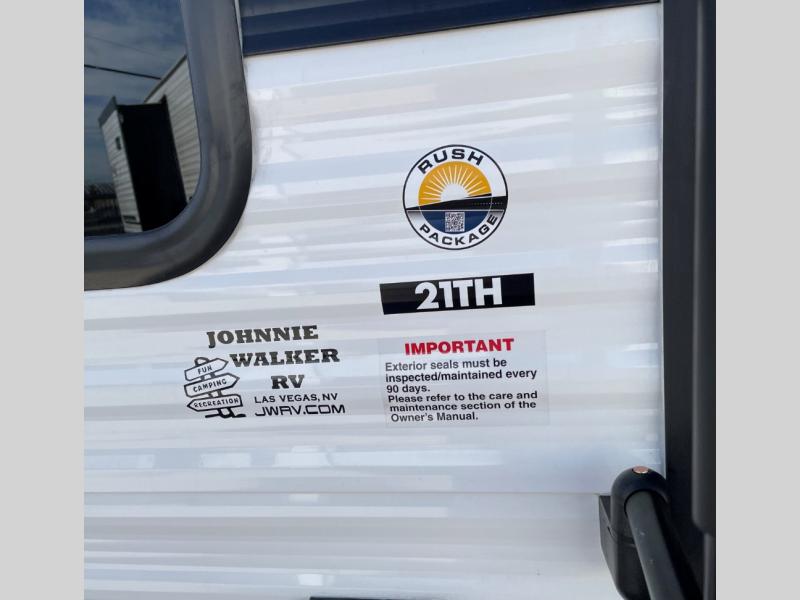 RUSH
PACKAGE
21TH
JOHNNIE
WALKER
RV
LAS VEGAS, NV
JWRV.COM
FUN
CAMPING
RECREATION
IMPORTANT
Exterior seals must be
inspected/maintained every
90 days.
Please refer to the care and
maintenance section of the
Owner's Manual.